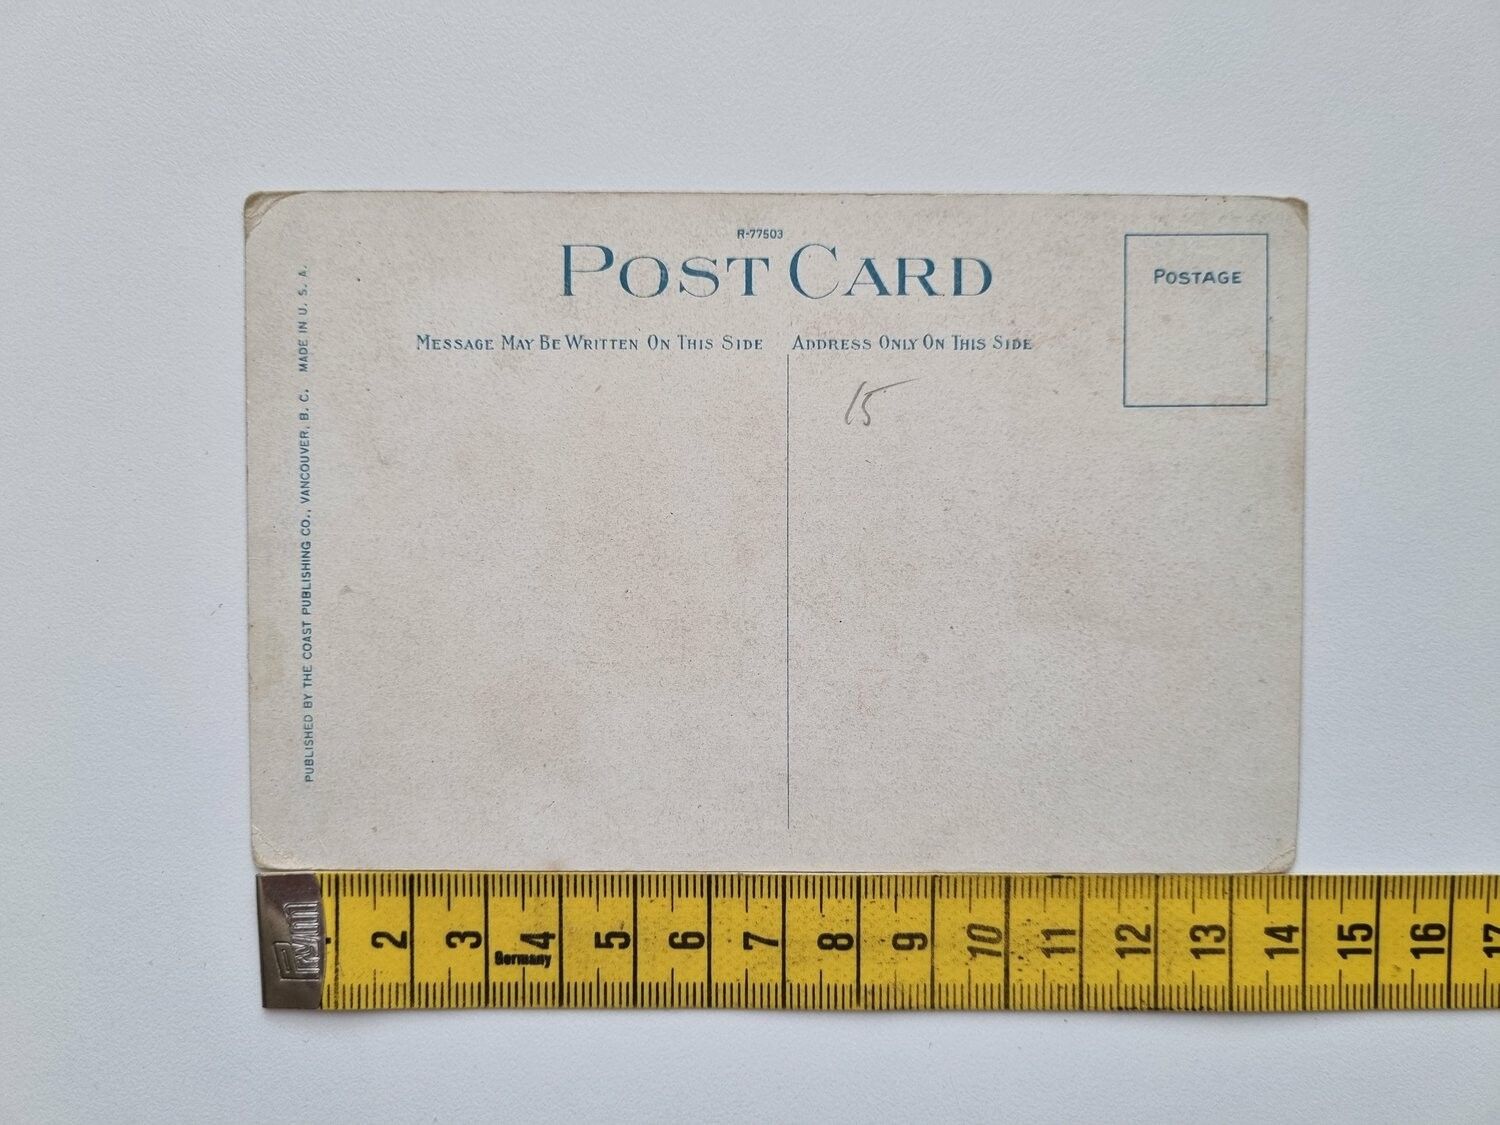 R-77503
POST CARD
POSTAGE
MESSAGE MAY BE WRITTEN ON THIS SIDE
ADDRESS ONLY ON THIS SIDE
15
PUBLISHED BY THE COAST PUBLISHING CO., VANCOUVER, B. C. MADE IN U. S. A.
2 3 4 5 6 7 8 9 10 11 12 13 14 15 16 17
Germany